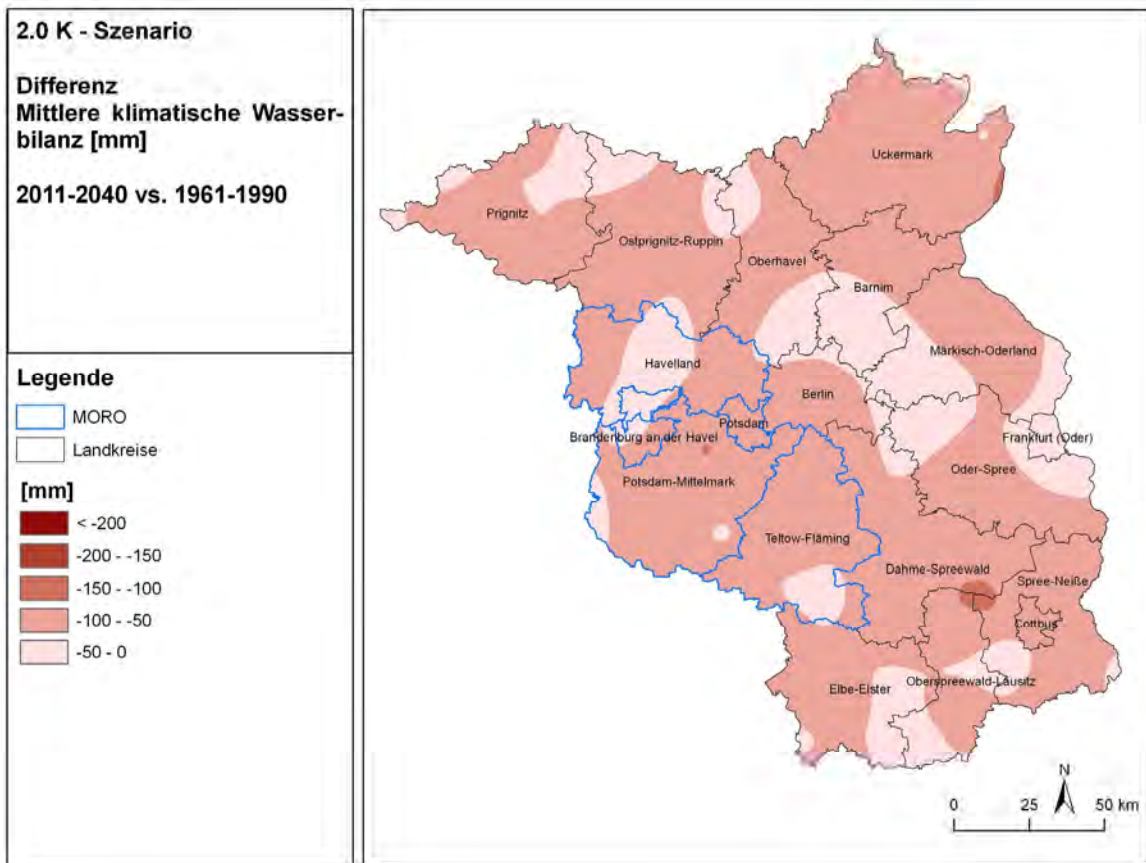 2.0 K - Szenario
Differenz
Mittlere klimatische Wasser-
bilanz [mm]
2011-2040 vs. 1961-1990
Legende
MORO
Landkreise
[mm]
< -200
-200 - -150
-150 - -100
-100 - -50
-50 - 0
Uckermark
Prignitz
Ostprignitz-Ruppin
Oberhavel
Barnim
Märkisch-Oderland
Havelland
Berlin
Potsdam
Brandenburg an der Havel
Frankfurt (Oder)
Oder-Spree
Potsdam-Mittelmark
Teltow-Fläming
Dahme-Spreewald
Spree-Neiße
Cottbus
Elbe-Elster
Oberspreewald-Lausitz
N
0 25 50 km